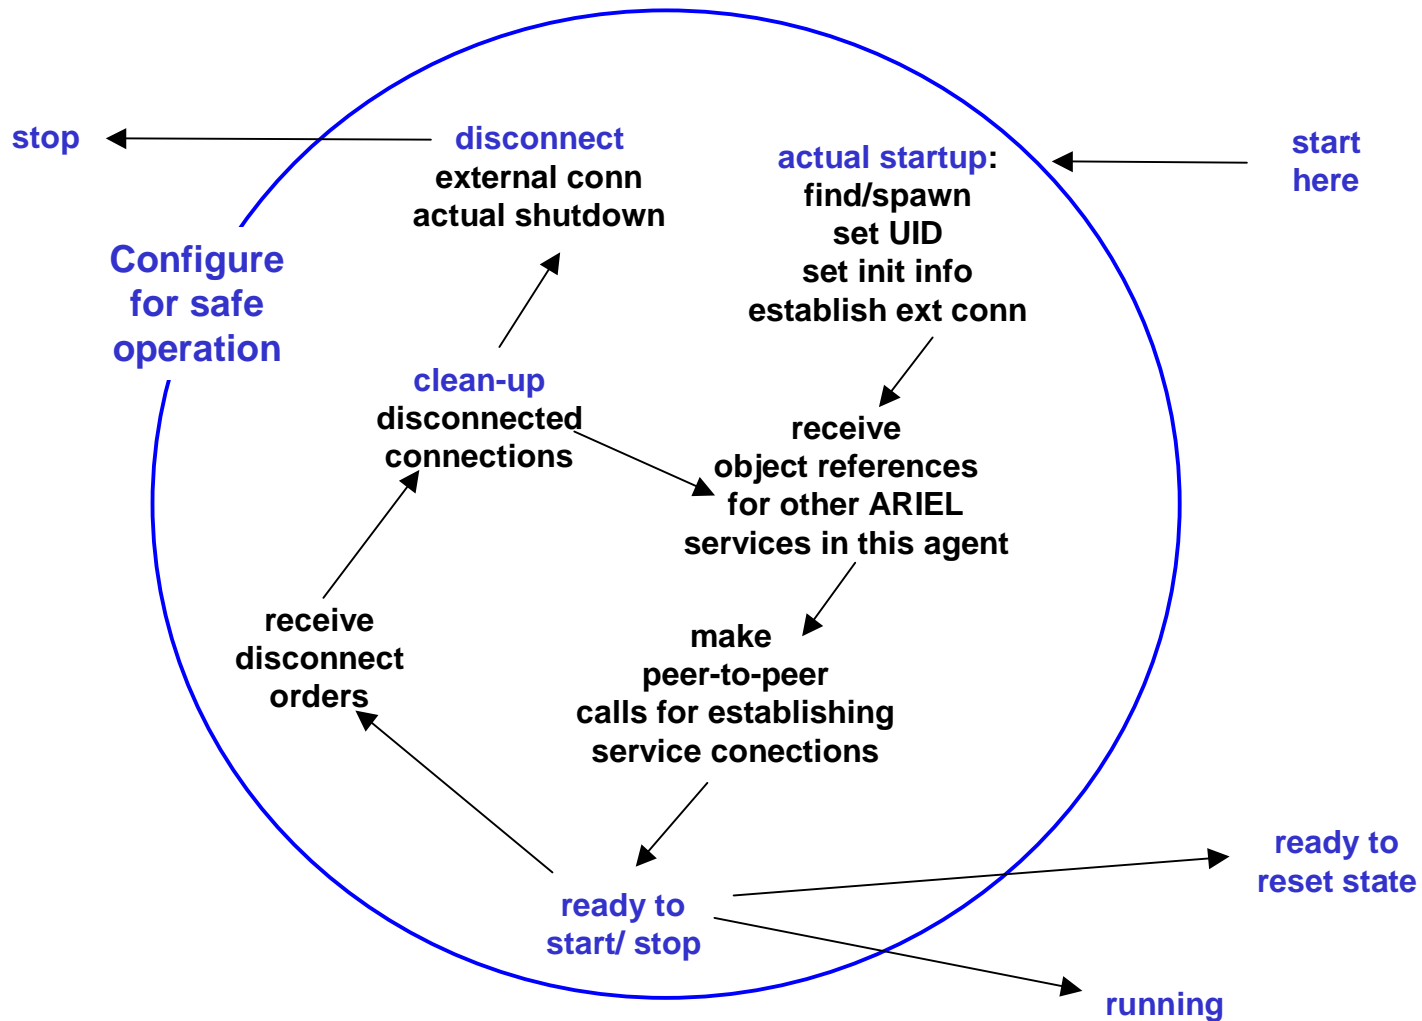 stop
disconnect
external conn
actual shutdown
actual startup:
find/spawn
set UID
set init info
establish ext conn
start
here
Configure
for safe
operation
clean-up
disconnected
connections
receive
object references
for other ARIEL
services in this agent
receive
disconnect
orders
make
peer-to-peer
calls for establishing
service conections
ready to
start/ stop
ready to
reset state
running